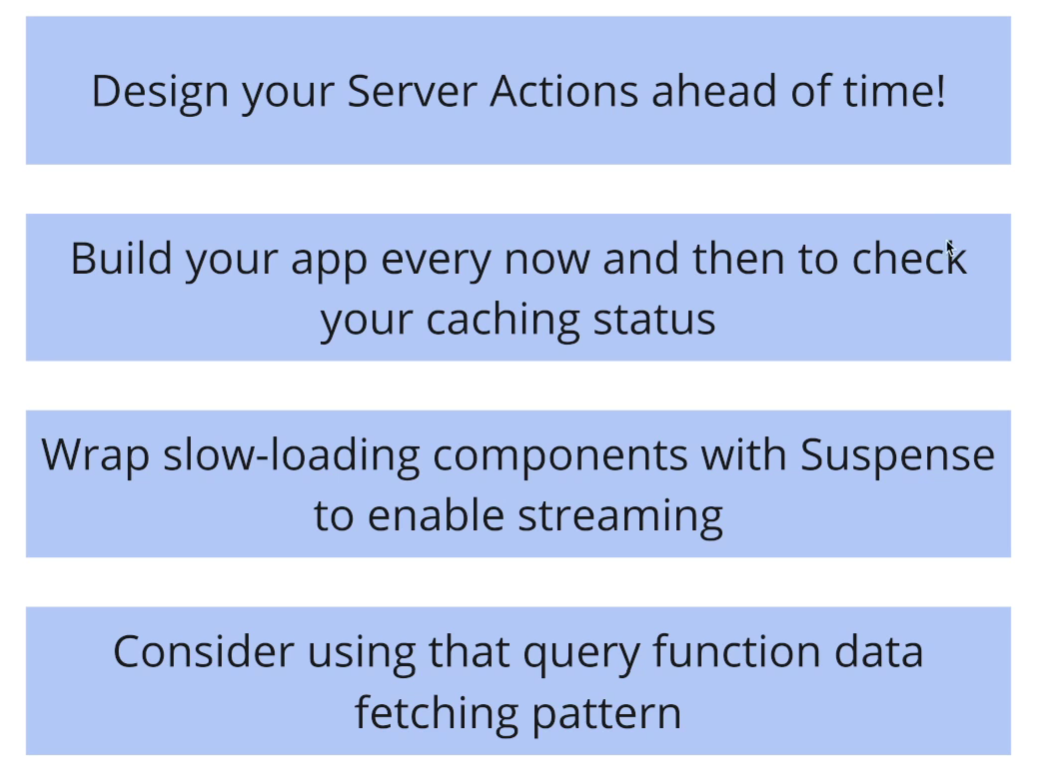 Design your Server Actions ahead of time!
Build your app every now and then to check
your caching status
Wrap slow-loading components with Suspense
to enable streaming
Consider using that query function data
fetching pattern